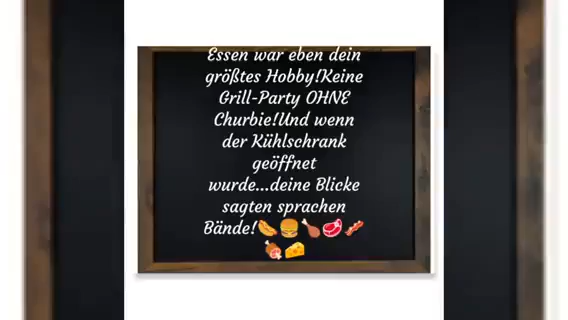 Essen war eben dein
größtes Hobby!Keine
Grill-Party OHNE
Churbie!Und wenn
der Kühlschrank
geöffnet
wurde...deine Blicke
sagten sprachen
Bände!🌭🍔🍗🥩🥓
🍖🧀